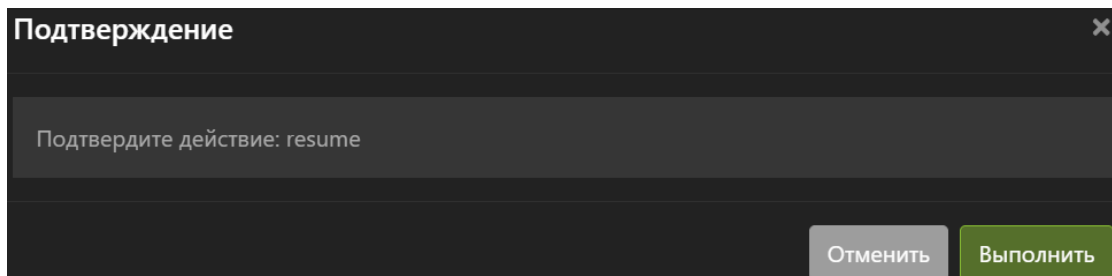 Подтверждение
Подтвердите действие: resume
Отменить Выполнить